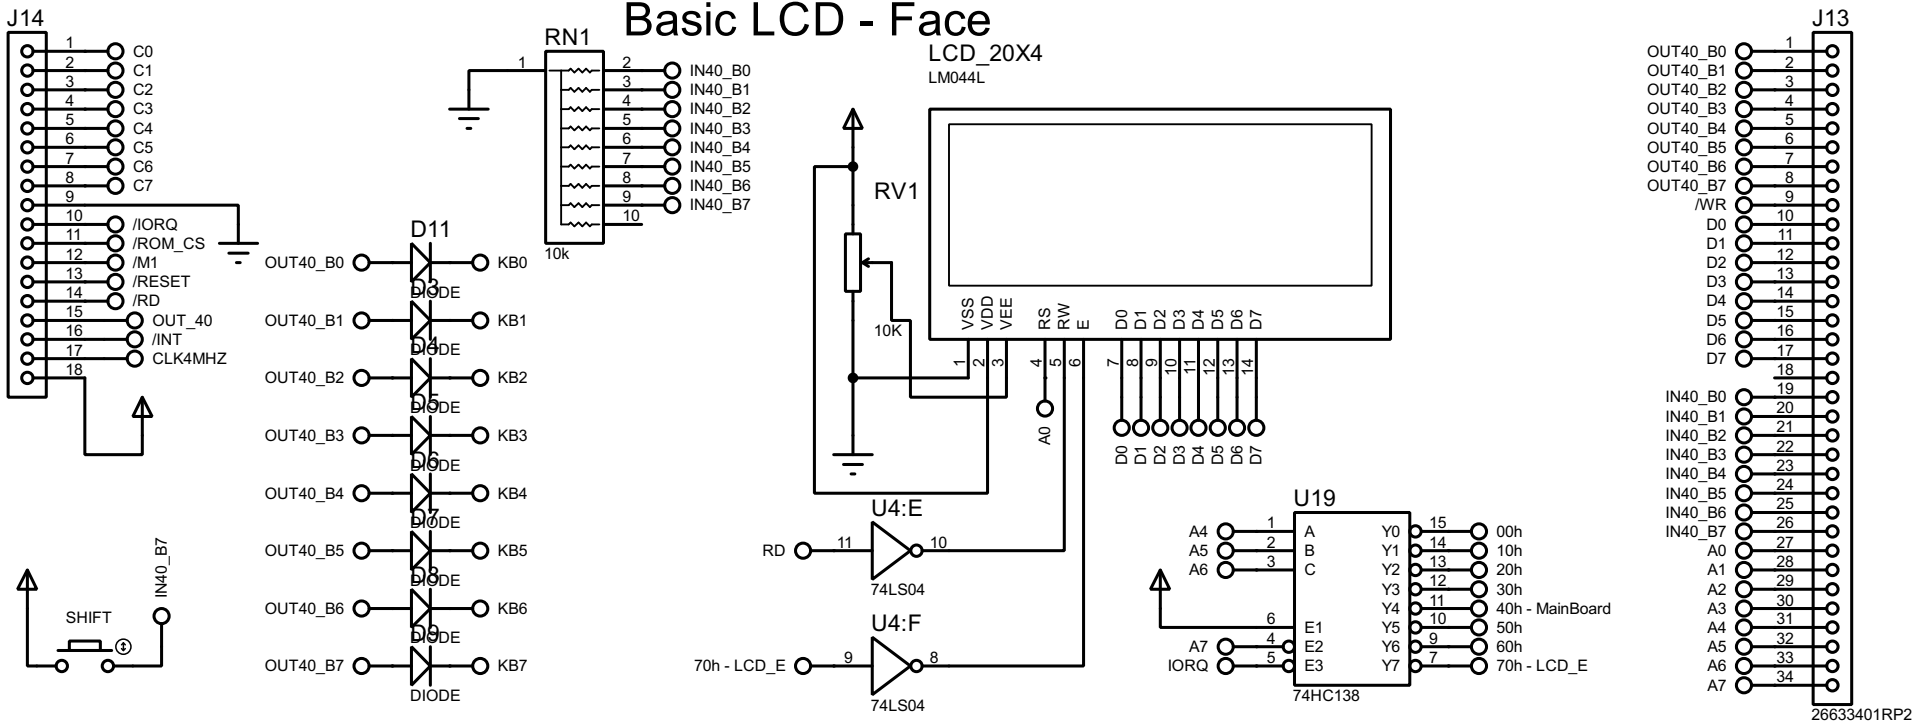 Basic LCD - Face
J14
1 C0
2 C1
3 C2
4 C3
5 C4
6 C5
7 C6
8 C7
9
10 /IORQ
11 /ROM_CS
12 /M1
13 /RESET
14 /RD
15 OUT_40
16 /INT
17 CLK4MHZ
18
SHIFT
IN40_B7
RN1
1
2 IN40_B0
3 IN40_B1
4 IN40_B2
5 IN40_B3
6 IN40_B4
7 IN40_B5
8 IN40_B6
9 IN40_B7
10
10k
D11
OUT40_B0 KB0
DIODE
D3
OUT40_B1 KB1
DIODE
D4
OUT40_B2 KB2
DIODE
D5
OUT40_B3 KB3
DIODE
D6
OUT40_B4 KB4
DIODE
D7
OUT40_B5 KB5
DIODE
D8
OUT40_B6 KB6
DIODE
D9
OUT40_B7 KB7
DIODE
LCD_20X4
LM044L
RV1
10K
VSS VDD VEE RS RW E D0 D1 D2 D3 D4 D5 D6 D7
1 2 3 4 5 6 7 8 9 10 11 12 13 14
A0
D0 D1 D2 D3 D4 D5 D6 D7
U4:E
RD 11 10
74LS04
U4:F
70h - LCD_E 9 8
74LS04
U19
A4 1 A Y0 15 00h
A5 2 B Y1 14 10h
A6 3 C Y2 13 20h
Y3 12 30h
Y4 11 40h - MainBoard
6 E1 Y5 10 50h
A7 4 E2 Y6 9 60h
IORQ 5 E3 Y7 7 70h - LCD_E
74HC138
J13
OUT40_B0 1
OUT40_B1 2
OUT40_B2 3
OUT40_B3 4
OUT40_B4 5
OUT40_B5 6
OUT40_B6 7
OUT40_B7 8
/WR 9
D0 10
D1 11
D2 12
D3 13
D4 14
D5 15
D6 16
D7 17
18
IN40_B0 19
IN40_B1 20
IN40_B2 21
IN40_B3 22
IN40_B4 23
IN40_B5 24
IN40_B6 25
IN40_B7 26
A0 27
A1 28
A2 29
A3 30
A4 31
A5 32
A6 33
A7 34
26633401RP2